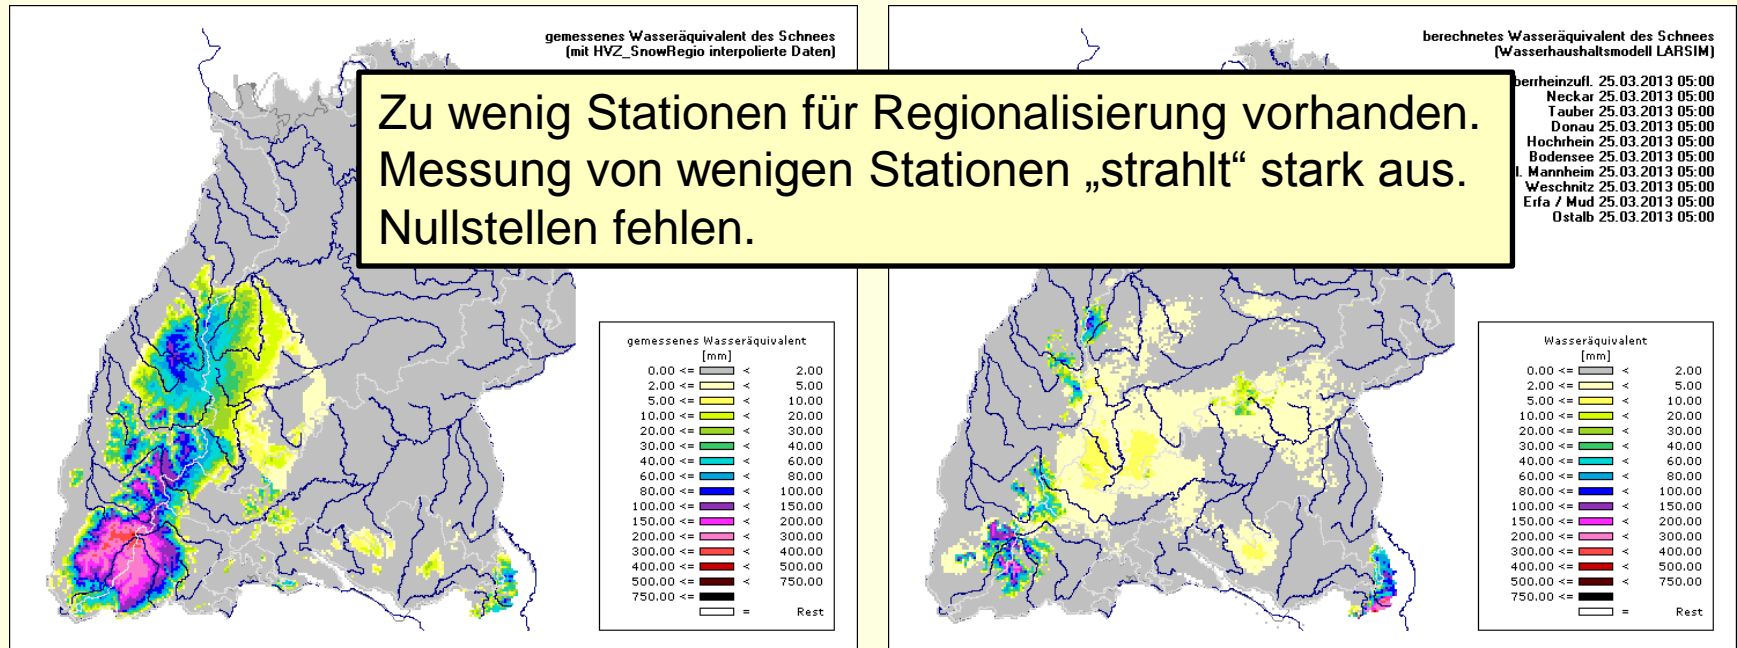 gemessenes Wasseräquivalent des Schnees
(mit HVZ_SnowRegio interpolierte Daten)
berechnetes Wasseräquivalent des Schnees
(Wasserhaushaltsmodell LARSIM)
25.03.2013 05:00
Neckar 25.03.2013 05:00
Tauber 25.03.2013 05:00
Donau 25.03.2013 05:00
Hochrhein 25.03.2013 05:00
Bodensee 25.03.2013 05:00
Mannheim 25.03.2013 05:00
Weschnitz 25.03.2013 05:00
Erfa / Mud 25.03.2013 05:00
Ostalb 25.03.2013 05:00
Zu wenig Stationen für Regionalisierung vorhanden.
Messung von wenigen Stationen „strahlt“ stark aus.
Nullstellen fehlen.
gemessenes Wasseräquivalent
[mm]
0.00 <= < 2.00
2.00 <= < 5.00
5.00 <= < 10.00
10.00 <= < 20.00
20.00 <= < 30.00
30.00 <= < 40.00
40.00 <= < 60.00
60.00 <= < 80.00
80.00 <= < 100.00
100.00 <= < 150.00
150.00 <= < 200.00
200.00 <= < 300.00
300.00 <= < 400.00
400.00 <= < 500.00
500.00 <= < 750.00
750.00 <=
= Rest
Wasseräquivalent
[mm]
0.00 <= < 2.00
2.00 <= < 5.00
5.00 <= < 10.00
10.00 <= < 20.00
20.00 <= < 30.00
30.00 <= < 40.00
40.00 <= < 60.00
60.00 <= < 80.00
80.00 <= < 100.00
100.00 <= < 150.00
150.00 <= < 200.00
200.00 <= < 300.00
300.00 <= < 400.00
400.00 <= < 500.00
500.00 <= < 750.00
750.00 <=
= Rest